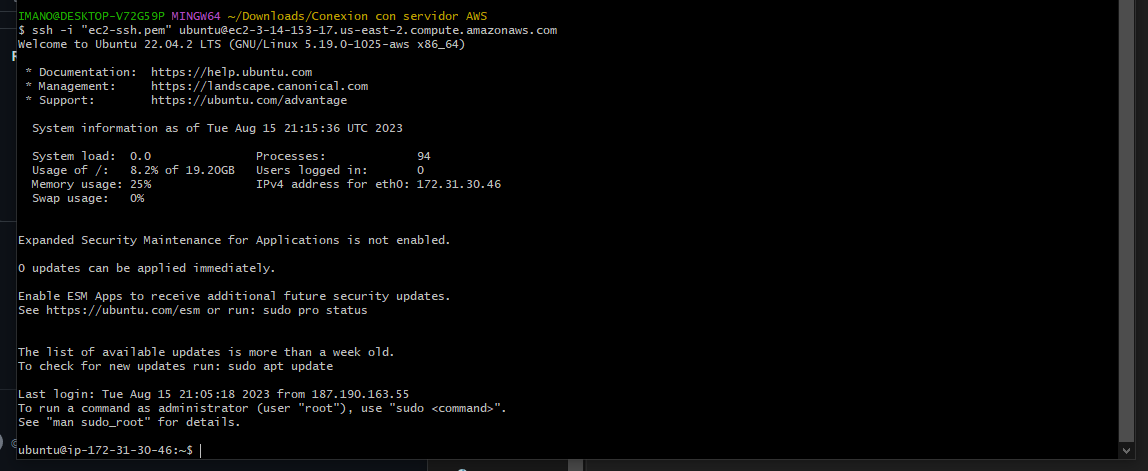 IMANO@DESKTOP-V72G59P MINGW64 ~/Downloads/Conexion con servidor AWS
$ ssh -i "ec2-ssh.pem" ubuntu@ec2-3-14-153-17.us-east-2.compute.amazonaws.com
Welcome to Ubuntu 22.04.2 LTS (GNU/Linux 5.19.0-1025-aws x86_64)

 * Documentation:  https://help.ubuntu.com
 * Management:     https://landscape.canonical.com
 * Support:        https://ubuntu.com/advantage

  System information as of Tue Aug 15 21:15:36 UTC 2023

  System load:  0.0               Processes:             94
  Usage of /:   8.2% of 19.20GB   Users logged in:       0
  Memory usage: 25%               IPv4 address for eth0: 172.31.30.46
  Swap usage:   0%

Expanded Security Maintenance for Applications is not enabled.

0 updates can be applied immediately.

Enable ESM Apps to receive additional future security updates.
See https://ubuntu.com/esm or run: sudo pro status

The list of available updates is more than a week old.
To check for new updates run: sudo apt update

Last login: Tue Aug 15 21:05:18 2023 from 187.190.163.55
To run a command as administrator (user "root"), use "sudo <command>".
See "man sudo_root" for details.

ubuntu@ip-172-31-30-46:~$